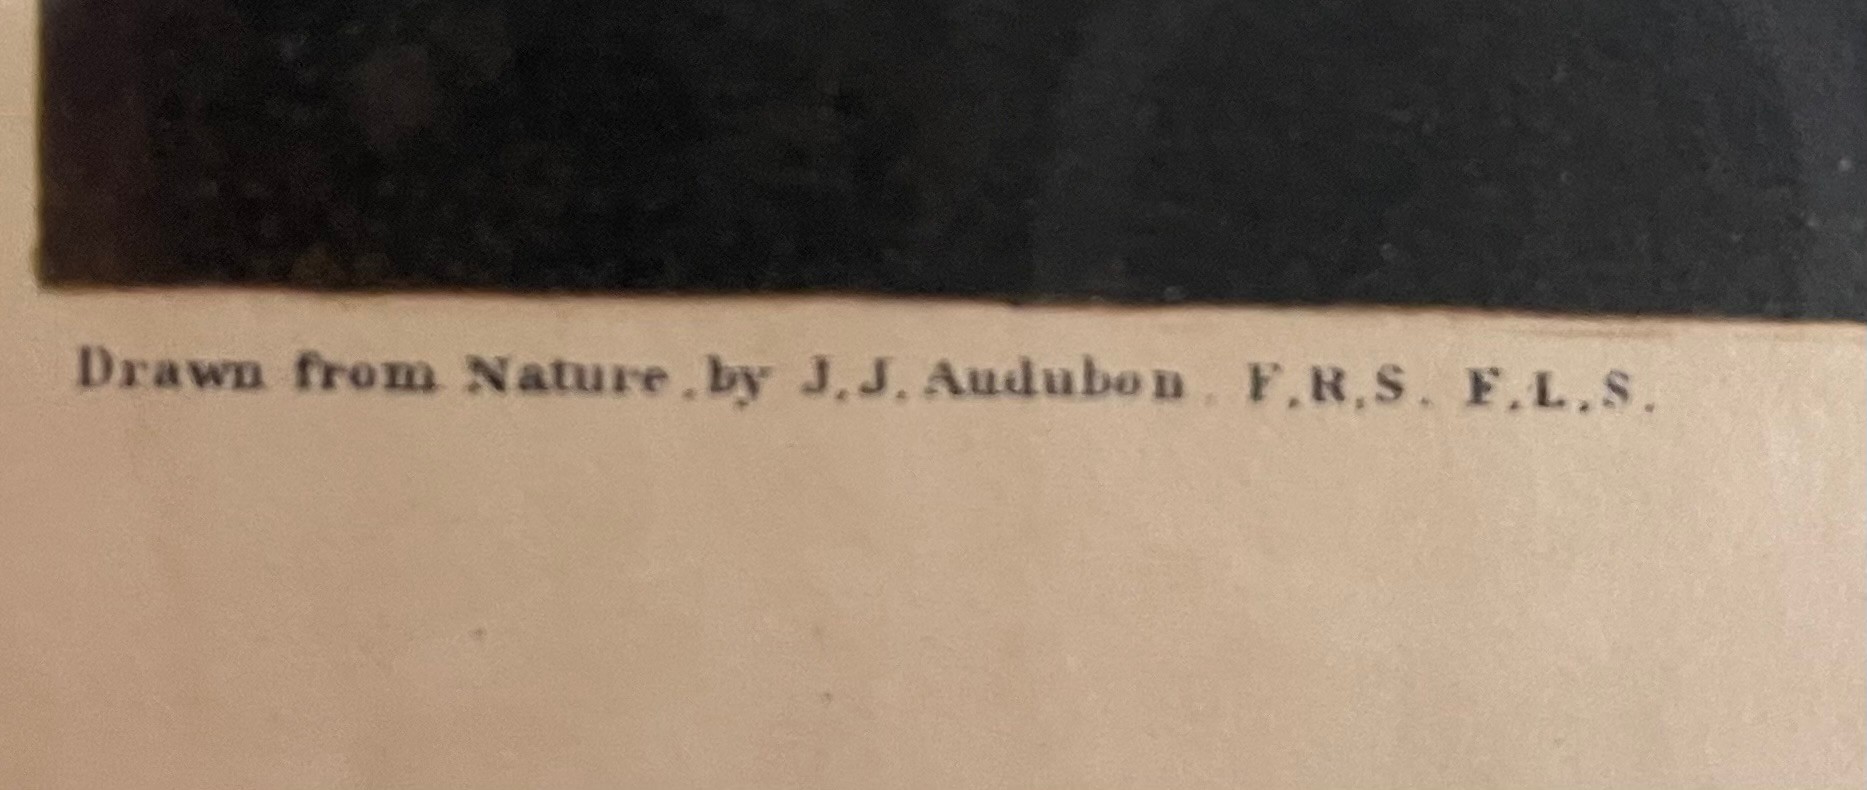 Drawn from Nature . by J. J. Audubon . F. R. S. F. L. S.